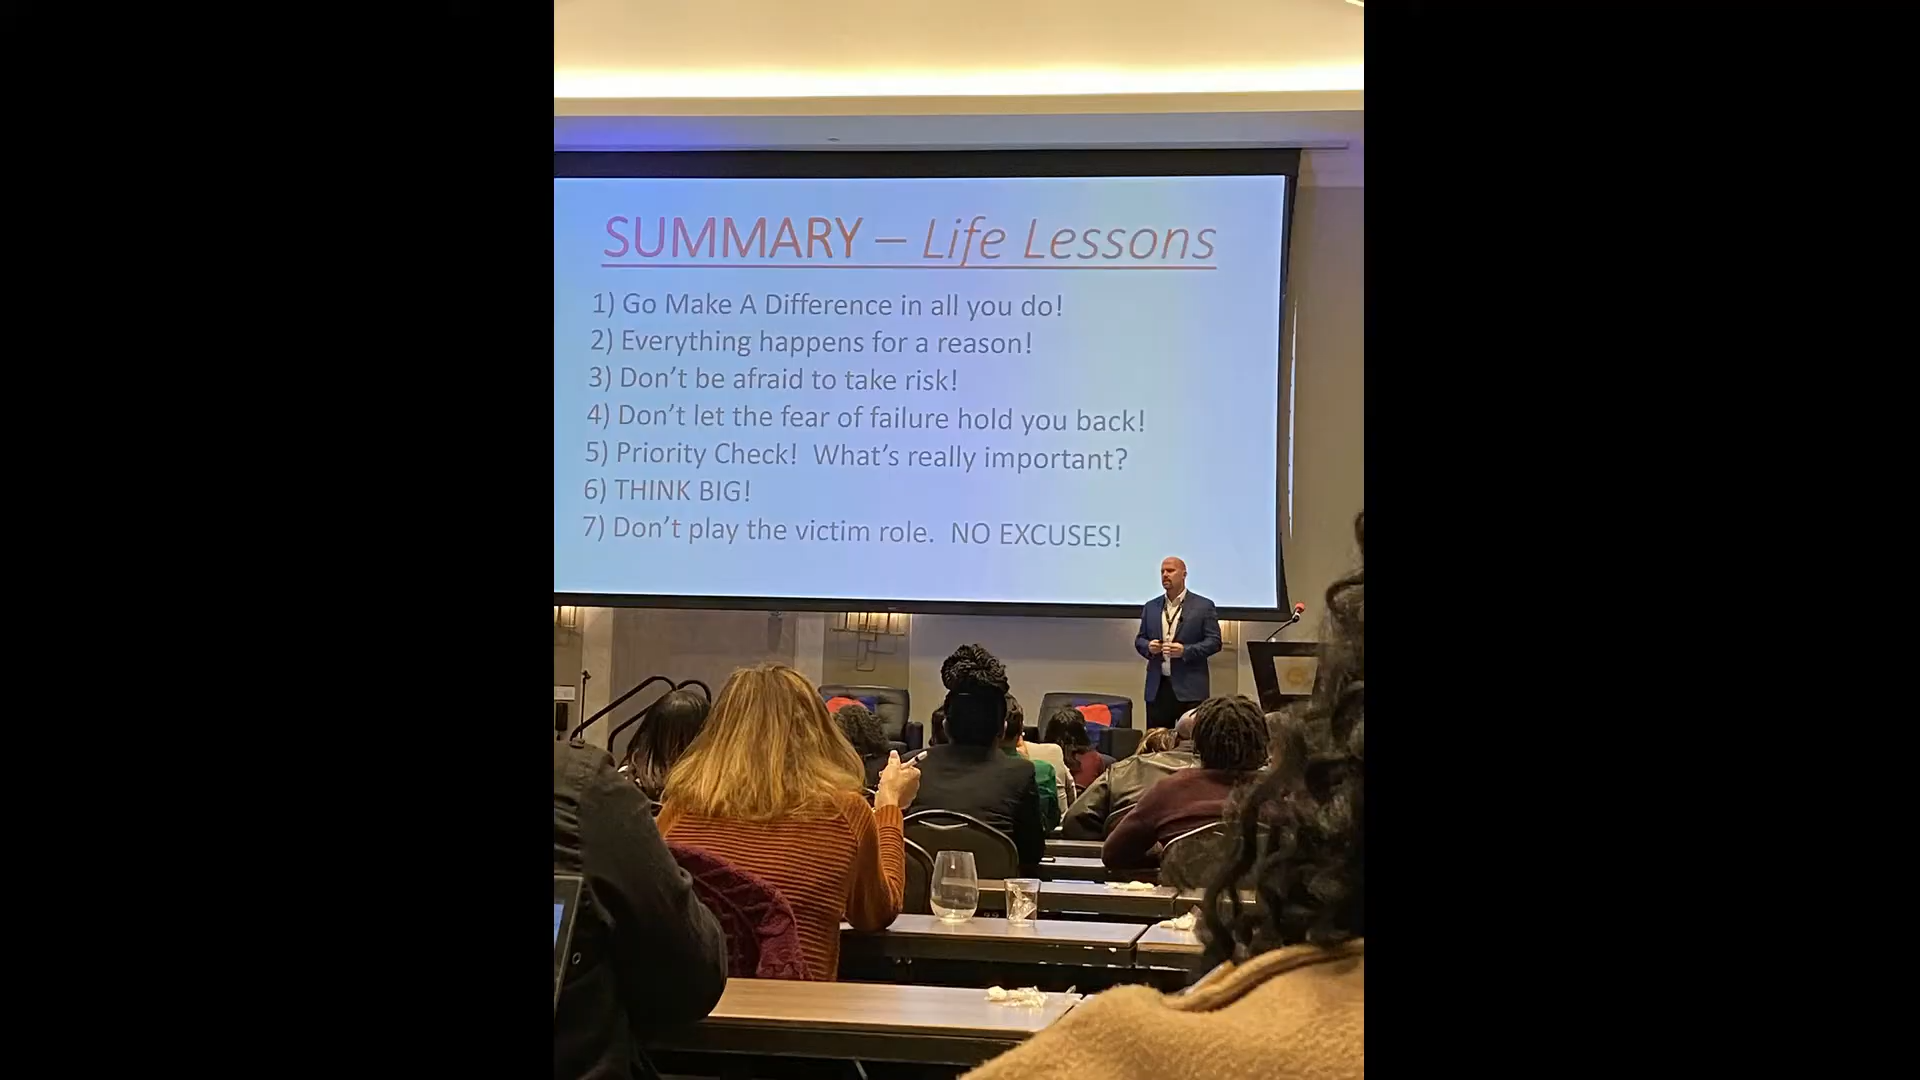 SUMMARY – Life Lessons
1) Go Make A Difference in all you do!
2) Everything happens for a reason!
3) Don't be afraid to take risk!
4) Don't let the fear of failure hold you back!
5) Priority Check!  What's really important?
6) THINK BIG!
7) Don't play the victim role.  NO EXCUSES!